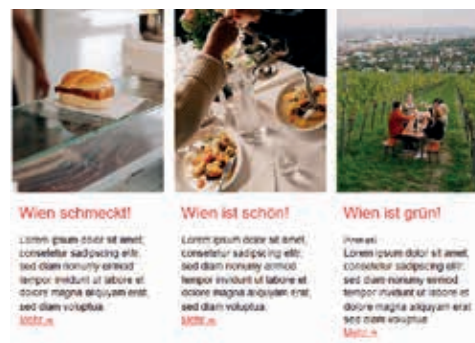 Wien schmeckt!
Lorem ipsum dolor sit amet,
consetetur sadipscing elitr,
sed diam nonumy eirmod
tempor invidunt ut labore et
dolore magna aliquyam erat,
sed diam voluptua.
Mehr »
Wien ist schön!
Lorem ipsum dolor sit amet,
consetetur sadipscing elitr,
sed diam nonumy eirmod
tempor invidunt ut labore et
dolore magna aliquyam erat,
sed diam voluptua.
Mehr »
Wien ist grün!
Lorem ipsum dolor sit amet,
consetetur sadipscing elitr,
sed diam nonumy eirmod
tempor invidunt ut labore et
dolore magna aliquyam erat,
sed diam voluptua.
Mehr »